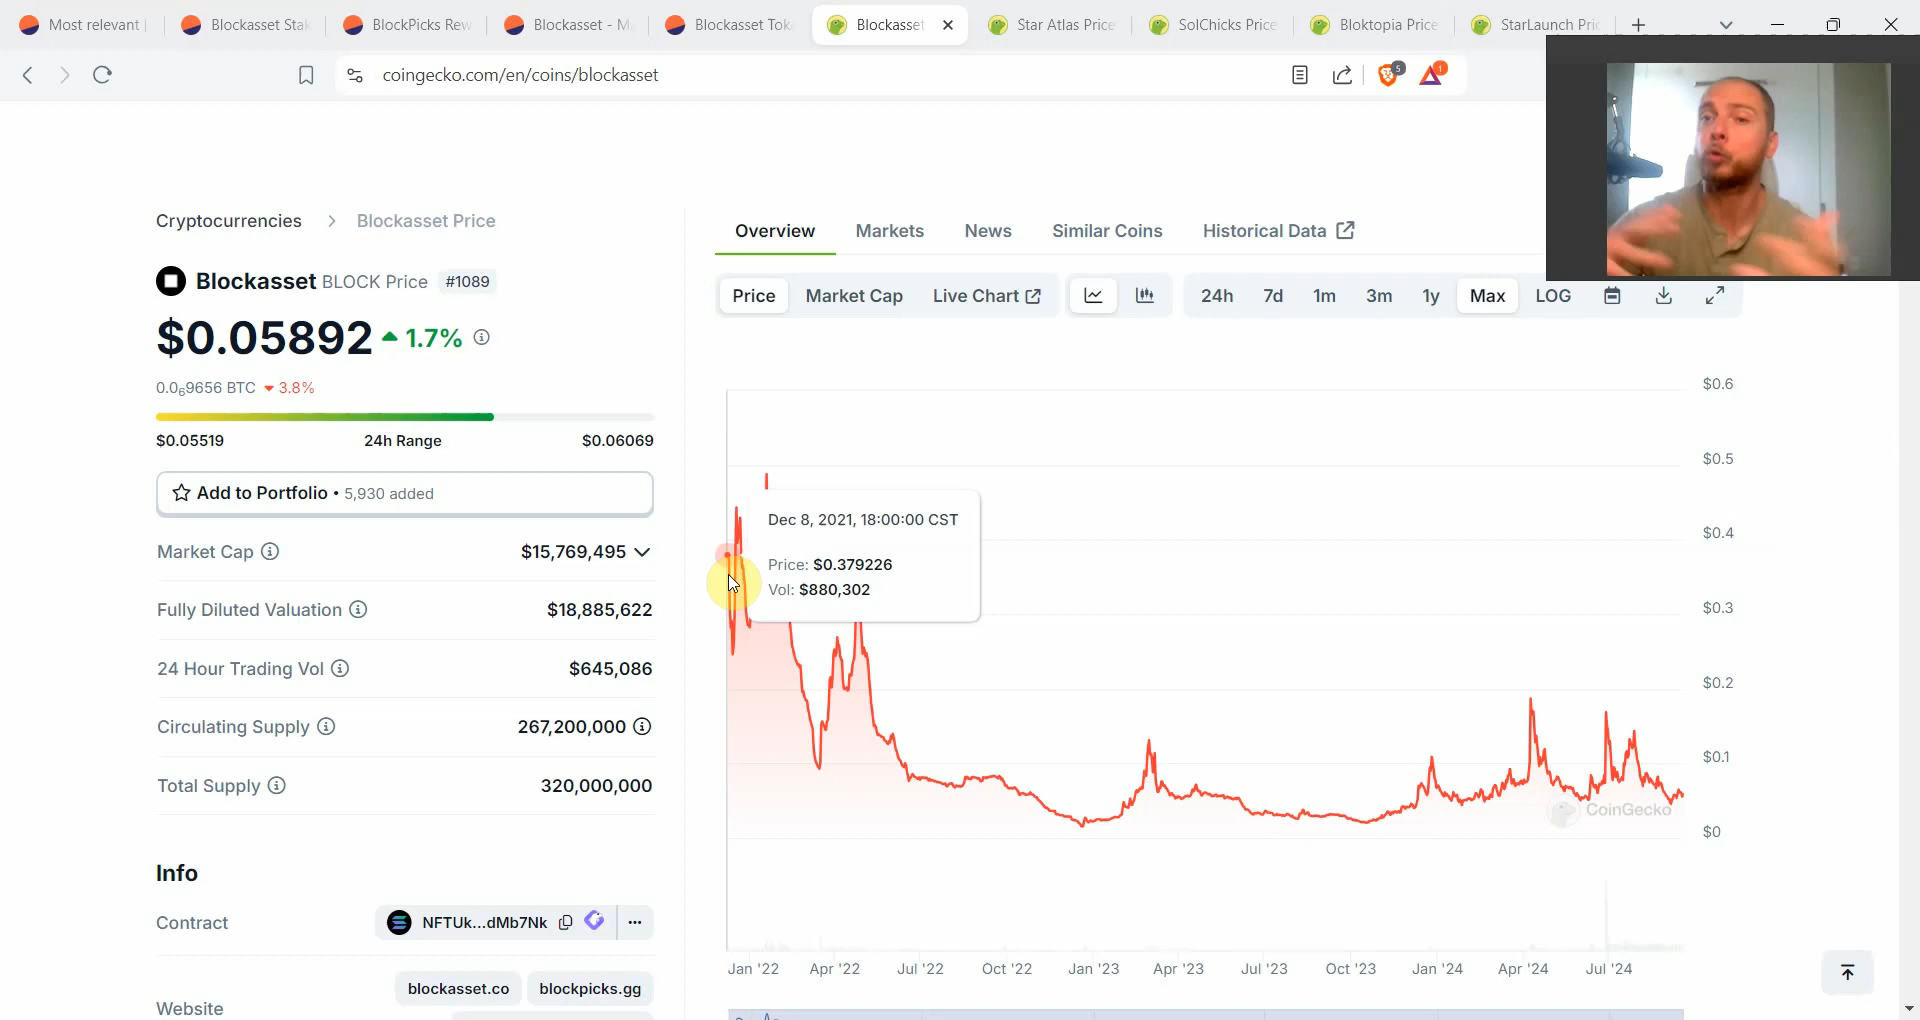 Most relevant
Blockasset Stak
BlockPicks Rew
Blockasset - M
Blockasset Tok
Blockasset
Star Atlas Price
SolChicks Price
Bloktopia Price
StarLaunch Pric
coingecko.com/en/coins/blockasset
5
1
Cryptocurrencies > Blockasset Price
Blockasset BLOCK Price #1089
$0.05892 1.7%
0.0₆9656 BTC 3.8%
$0.05519 24h Range $0.06069
Add to Portfolio • 5,930 added
Market Cap $15,769,495
Fully Diluted Valuation $18,885,622
24 Hour Trading Vol $645,086
Circulating Supply 267,200,000
Total Supply 320,000,000
Info
Contract NFTUk...dMb7Nk ...
Website blockasset.co blockpicks.gg
Overview Markets News Similar Coins Historical Data
Price Market Cap Live Chart 24h 7d 1m 3m 1y Max LOG
$0.6
$0.5
$0.4
$0.3
$0.2
$0.1
$0
Dec 8, 2021, 18:00:00 CST
Price: $0.379226
Vol: $880,302
CoinGecko
Jan '22 Apr '22 Jul '22 Oct '22 Jan '23 Apr '23 Jul '23 Oct '23 Jan '24 Apr '24 Jul '24